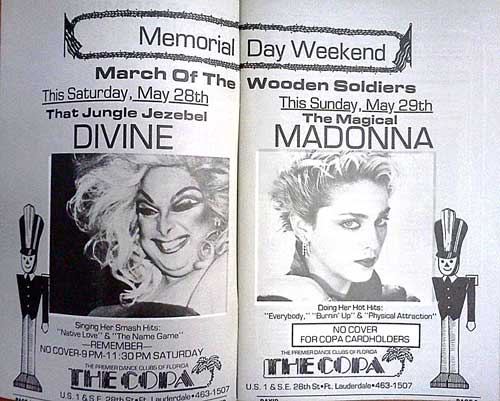 Memorial Day Weekend
March Of The Wooden Soldiers
This Saturday, May 28th
That Jungle Jezebel
DIVINE
Singing Her Smash Hits:
"Native Love" & "The Name Game"
—REMEMBER—
NO COVER-9 PM-11:30 PM SATURDAY
THE PREMIER DANCE CLUBS OF FLORIDA
THE COPA
U.S. 1 & S.E. 28th St•Ft. Lauderdale•463-1507
This Sunday, May 29th
The Magical
MADONNA
Doing Her Hot Hits:
"Everybody," "Burnin' Up" & "Physical Attraction"
NO COVER
FOR COPA CARDHOLDERS
THE PREMIER DANCE CLUBS OF FLORIDA
THE COPA
U.S. 1 & S.E. 28th St.•Ft. Lauderdale•463-1507